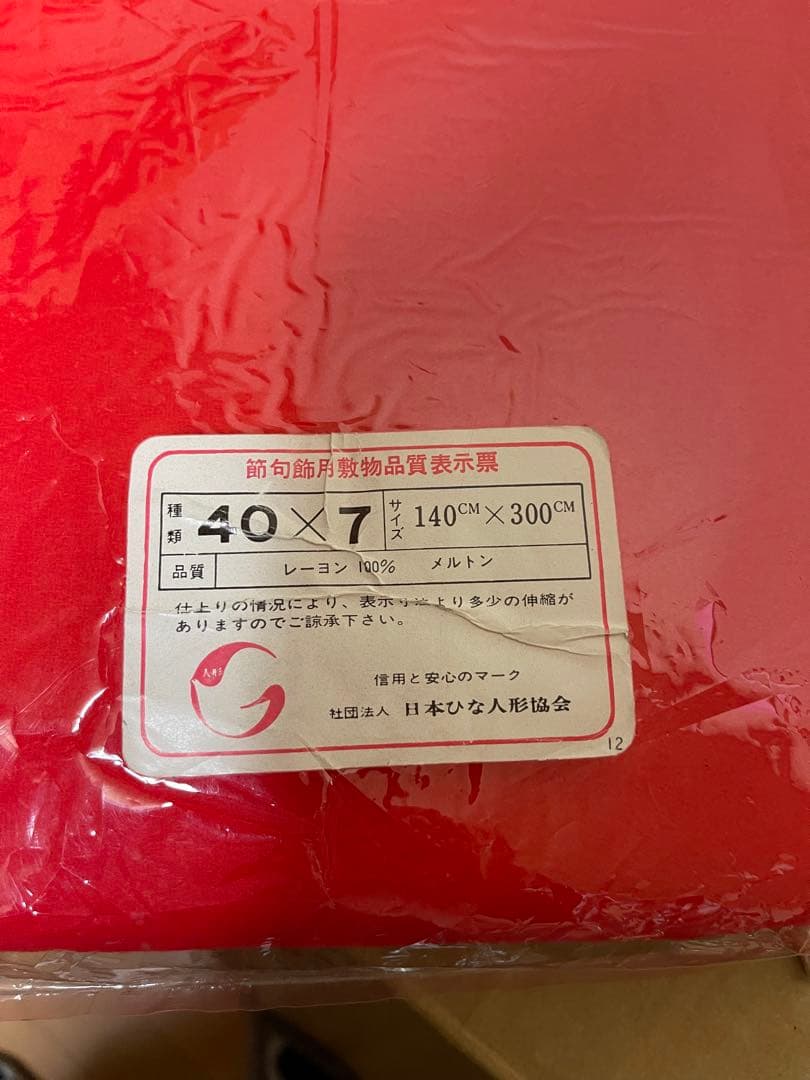 節句飾用敷物品質表示票
種類 40×7 サイズ 140CM×300CM
品質 レーヨン 100% メルトン
仕上りの情況により、表示寸法より多少の伸縮が
ありますのでご諒承下さい。
人形
信用と安心のマーク
社団法人 日本ひな人形協会
12